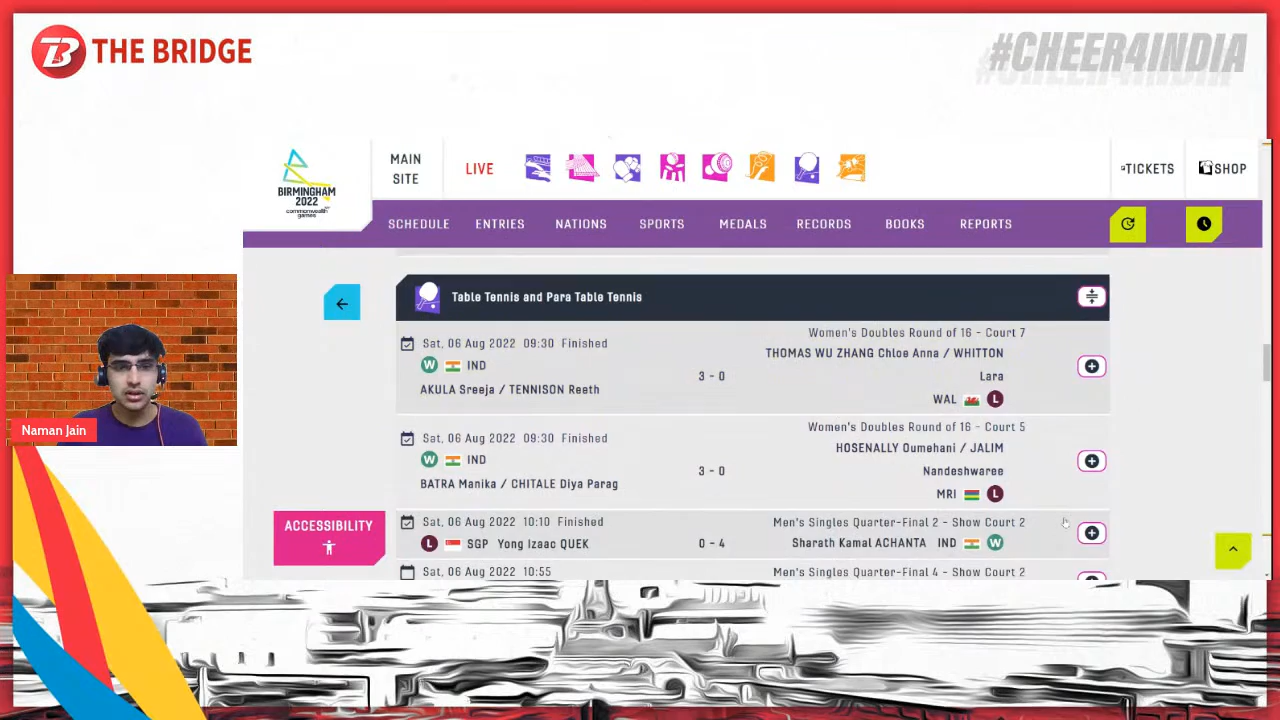 THE BRIDGE
#CHEER4INDIA
BIRMINGHAM
2022
commonwealth
games
MAIN
SITE
LIVE
TICKETS
SHOP
SCHEDULE ENTRIES NATIONS SPORTS MEDALS RECORDS BOOKS REPORTS
Table Tennis and Para Table Tennis
Women's Doubles Round of 16 - Court 7
Sat, 06 Aug 2022 09:30 Finished
THOMAS WU ZHANG Chloe Anna / WHITTON
Lara
W IND
3 - 0
AKULA Sreeja / TENNISON Reeth
WAL L
Women's Doubles Round of 16 - Court 5
Sat, 06 Aug 2022 09:30 Finished
HOSENALLY Oumehani / JALIM
Nandeshwaree
W IND
3 - 0
BATRA Manika / CHITALE Diya Parag
MRI L
Sat, 06 Aug 2022 10:10 Finished
Men's Singles Quarter-Final 2 - Show Court 2
L SGP Yong Izaac QUEK
0 - 4
Sharath Kamal ACHANTA IND W
Sat, 06 Aug 2022 10:55
Men's Singles Quarter-Final 4 - Show Court 2
ACCESSIBILITY
Naman Jain